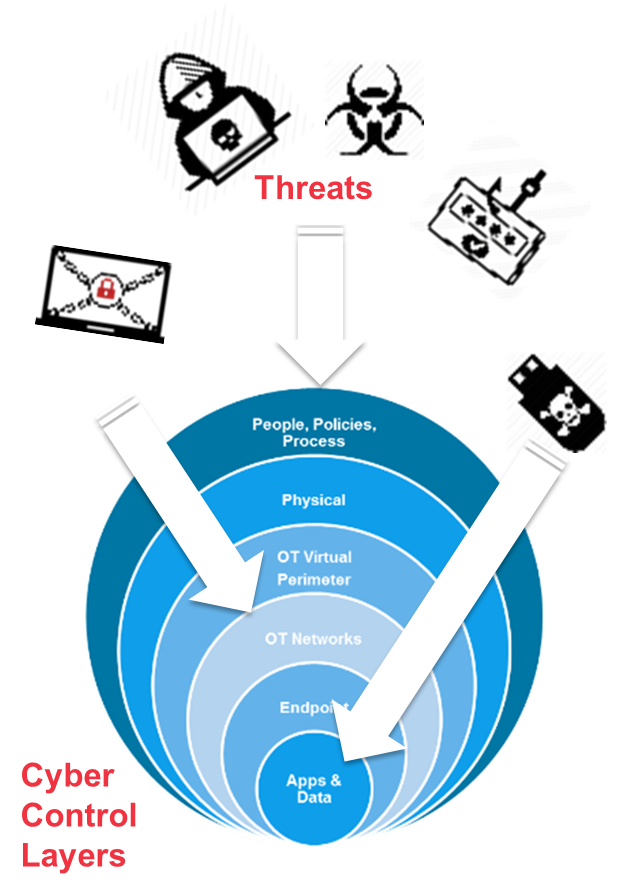 Threats
People, Policies,
Process
Physical
OT Virtual
Perimeter
OT Networks
Endpoint
Apps &
Data
Cyber
Control
Layers